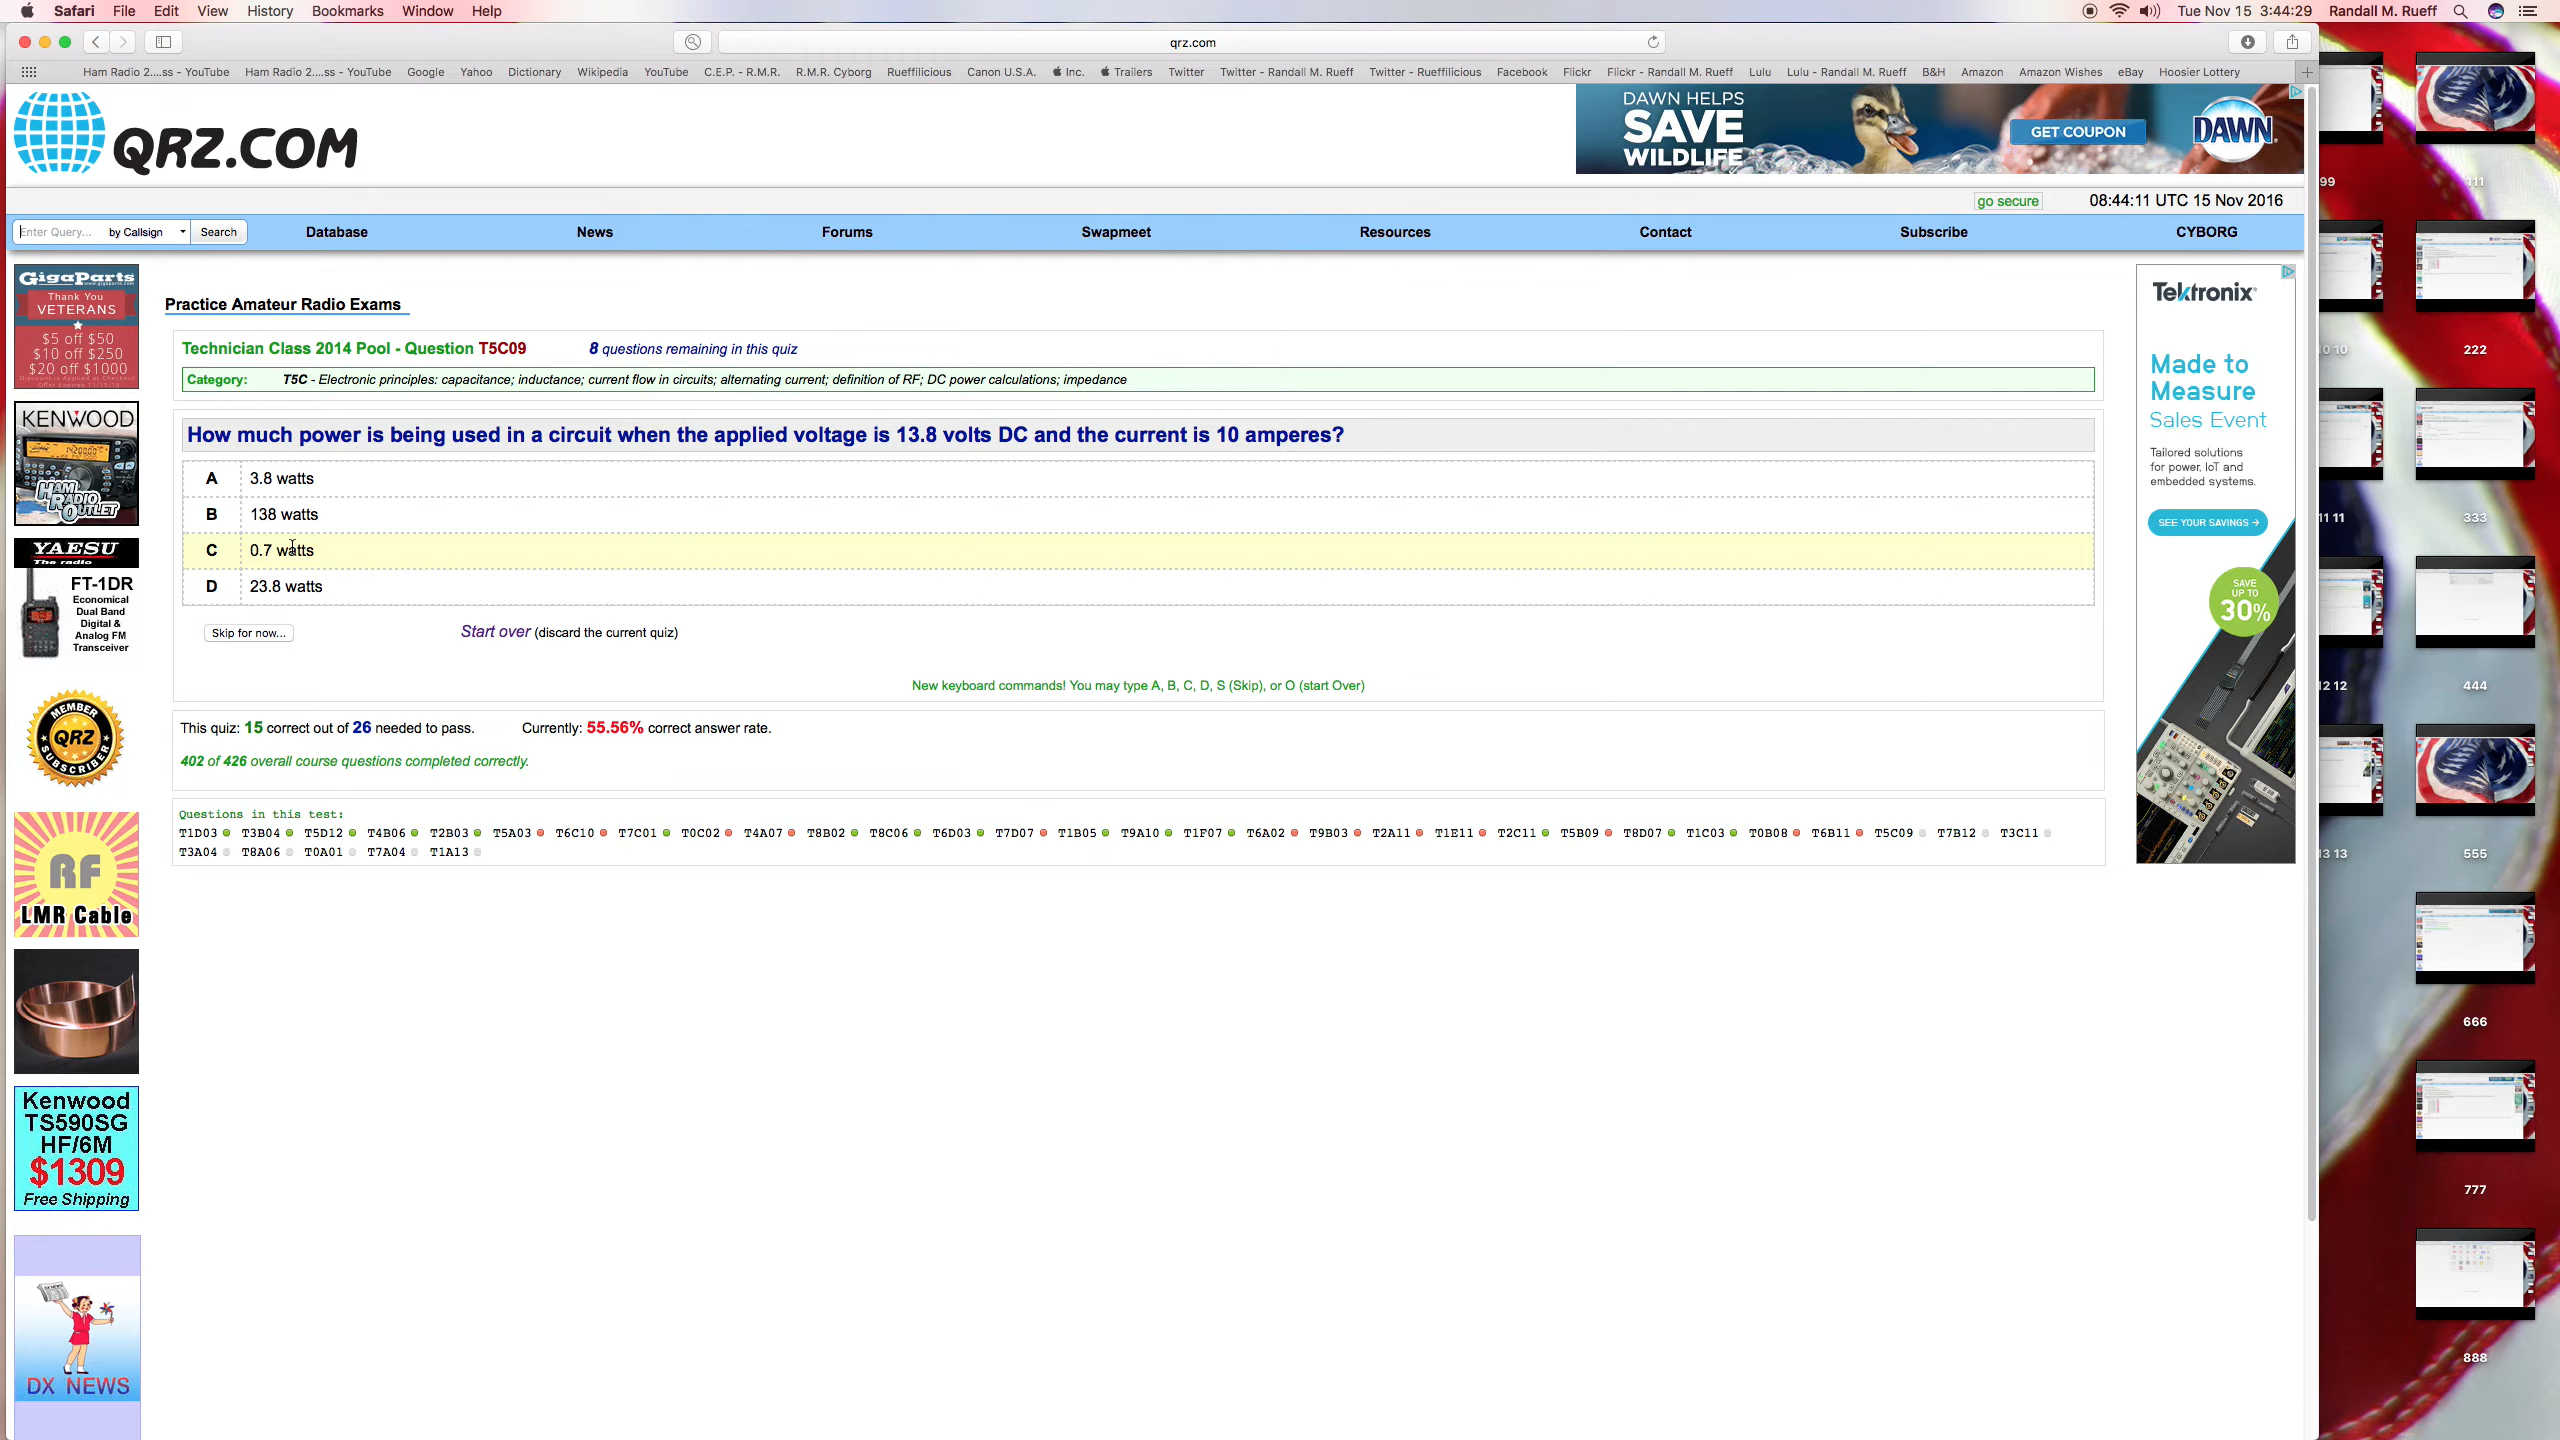 Safari File Edit View History Bookmarks Window Help
Tue Nov 15 3:44:29 Randall M. Rueff
qrz.com
Ham Radio 2....ss - YouTube Ham Radio 2....ss - YouTube Google Yahoo Dictionary Wikipedia YouTube C.E.P. - R.M.R. R.M.R. Cyborg Rueffilicious Canon U.S.A. Inc. Trailers Twitter Twitter - Randall M. Rueff Twitter - Rueffilicious Facebook Flickr Flickr - Randall M. Rueff Lulu Lulu - Randall M. Rueff B&H Amazon Amazon Wishes eBay Hoosier Lottery
QRZ.COM
DAWN HELPS
SAVE
WILDLIFE
GET COUPON
DAWN
go secure 08:44:11 UTC 15 Nov 2016
Enter Query... by Callsign Search Database News Forums Swapmeet Resources Contact Subscribe CYBORG
GigaParts
www.gigaparts.com
Thank You
VETERANS
$5 off $50
$10 off $250
$20 off $1000
KENWOOD
HAM RADIO OUTLET
YAESU
The radio
FT-1DR
Economical
Dual Band
Digital &
Analog FM
Transceiver
MEMBER
QRZ
SUBSCRIBER
RF
LMR Cable
Kenwood
TS590SG
HF/6M
$1309
Free Shipping
DX NEWS
Practice Amateur Radio Exams
Technician Class 2014 Pool - Question T5C09 8 questions remaining in this quiz
Category: T5C - Electronic principles: capacitance; inductance; current flow in circuits; alternating current; definition of RF; DC power calculations; impedance
How much power is being used in a circuit when the applied voltage is 13.8 volts DC and the current is 10 amperes?
A 3.8 watts
B 138 watts
C 0.7 watts
D 23.8 watts
Skip for now... Start over (discard the current quiz)
New keyboard commands! You may type A, B, C, D, S (Skip), or O (start Over)
This quiz: 15 correct out of 26 needed to pass. Currently: 55.56% correct answer rate.
402 of 426 overall course questions completed correctly.
Questions in this test:
T1D03 T3B04 T5D12 T4B06 T2B03 T5A03 T6C10 T7C01 T0C02 T4A07 T8B02 T8C06 T6D03 T7D07 T1B05 T9A10 T1F07 T6A02 T9B03 T2A11 T1E11 T2C11 T5B09 T8D07 T1C03 T0B08 T6B11 T5C09 T7B12 T3C11
T3A04 T8A06 T0A01 T7A04 T1A13
Tektronix
Made to
Measure
Sales Event
Tailored solutions
for power, IoT and
embedded systems.
SEE YOUR SAVINGS
SAVE
UP TO
30%
99 111
10 10 222
11 11 333
12 12 444
13 13 555
666
777
888